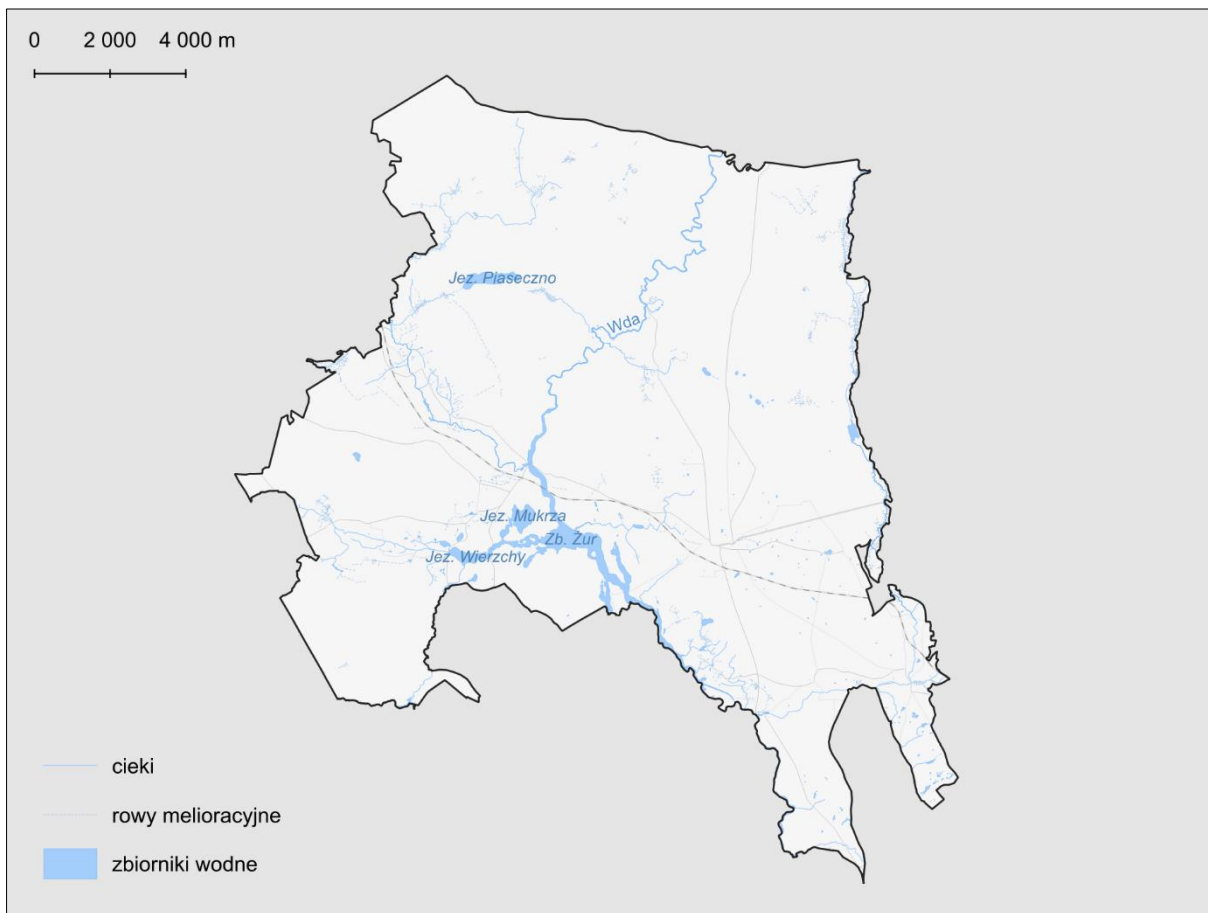 0 2 000 4 000 m
Jez. Piaseczno
Wda
Jez. Mukrza
Zb. Żur
Jez. Wierzchy
cieki
rowy melioracyjne
zbiorniki wodne